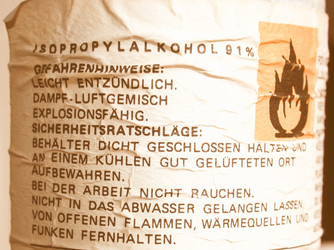 ISOPROPYLALKOHOL 91%
GEFAHRENHINWEISE:
LEICHT ENTZÜNDLICH.
DAMPF-LUFTGEMISCH
EXPLOSIONSFÄHIG.
SICHERHEITSRATSCHLÄGE:
BEHÄLTER DICHT GESCHLOSSEN HALTEN UND
AN EINEM KÜHLEN GUT GELÜFTETEN ORT
AUFBEWAHREN.
BEI DER ARBEIT NICHT RAUCHEN.
NICHT IN DAS ABWASSER GELANGEN LASSEN.
VON OFFENEN FLAMMEN, WÄRMEQUELLEN UND
FUNKEN FERNHALTEN.